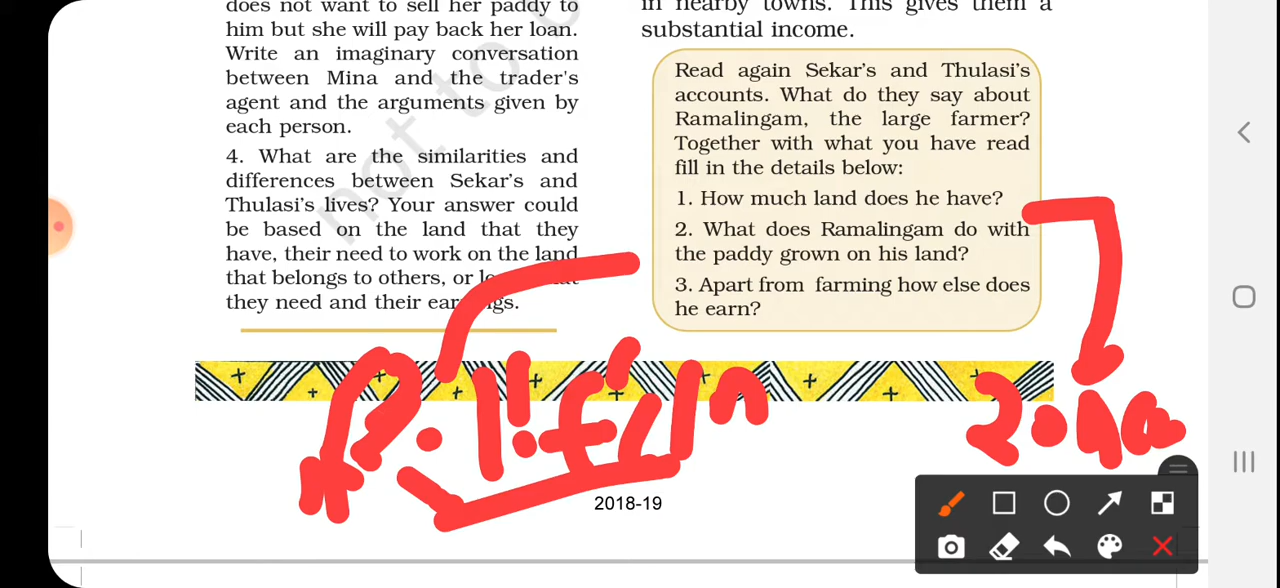 does not want to sell her paddy to
him but she will pay back her loan.
Write an imaginary conversation
between Mina and the trader's
agent and the arguments given by
each person.
4. What are the similarities and
differences between Sekar's and
Thulasi's lives? Your answer could
be based on the land that they
have, their need to work on the land
that belongs to others, or
they need and their earnings.
in nearby towns. This gives them a
substantial income.
Read again Sekar's and Thulasi's
accounts. What do they say about
Ramalingam, the large farmer?
Together with what you have read
fill in the details below:
1. How much land does he have?
2. What does Ramalingam do with
the paddy grown on his land?
3. Apart from farming how else does
he earn?
20ha
2018-19
not to